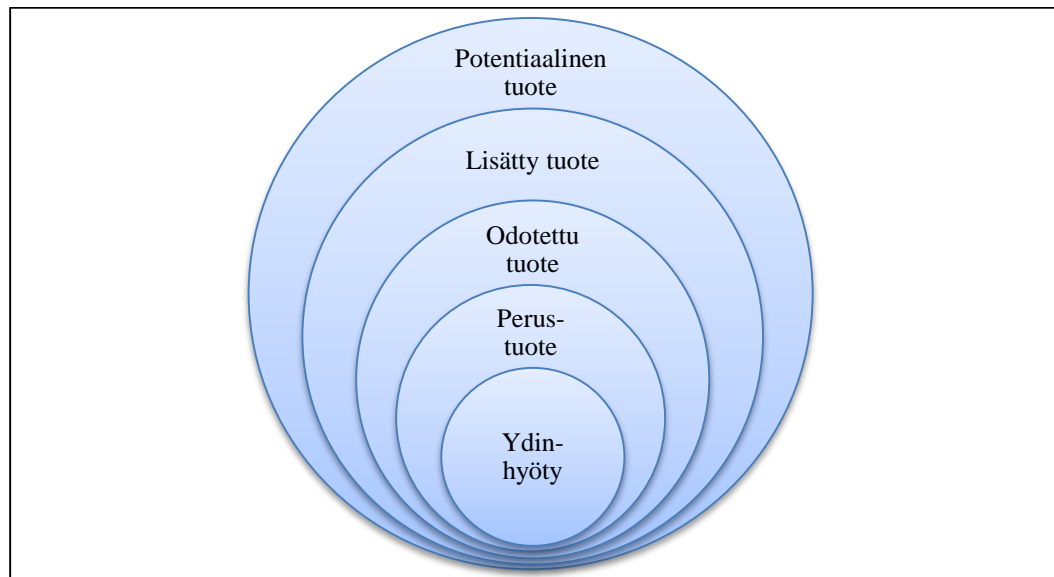 Potentiaalinen
tuote
Lisätty tuote
Odotettu
tuote
Perus-
tuote
Ydin-
hyöty